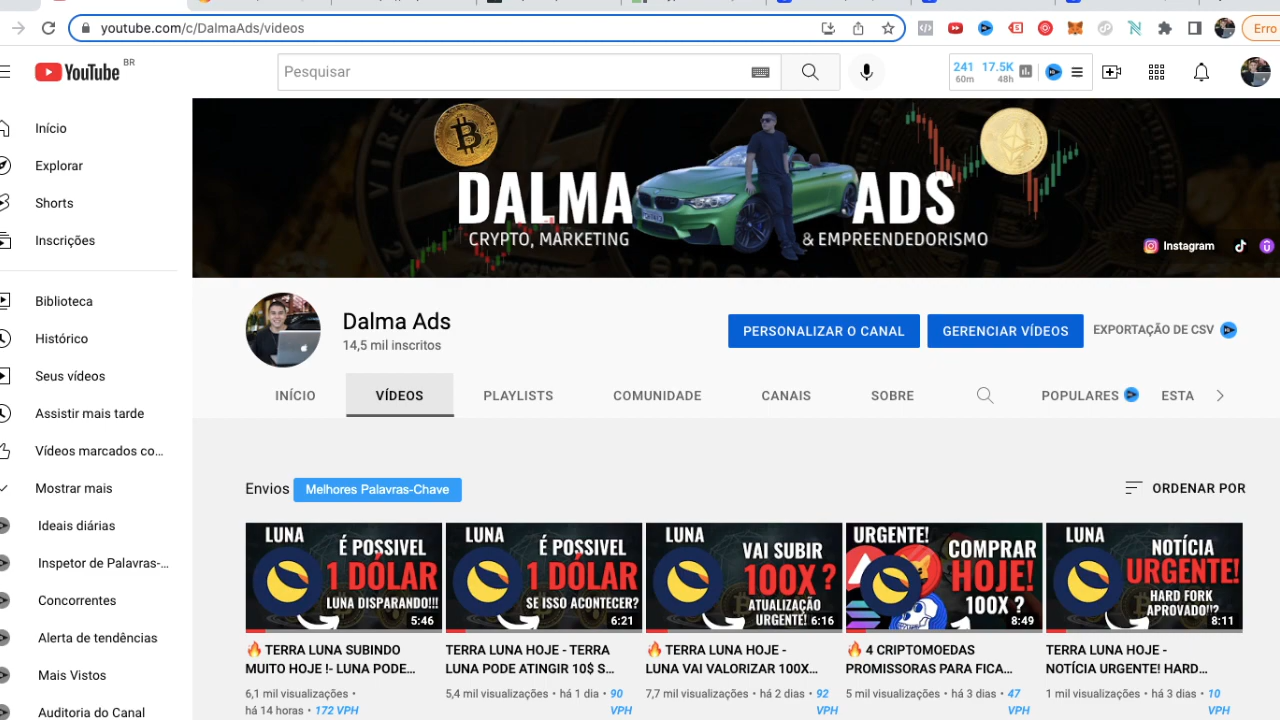 youtube.com/c/DalmaAds/videos
Erro
YouTube BR
Pesquisar
241 17.5K
60m 48h
DALMA ADS
CRYPTO, MARKETING & EMPREENDEDORISMO
Instagram
Início
Explorar
Shorts
Inscrições
Biblioteca
Histórico
Seus vídeos
Assistir mais tarde
Vídeos marcados co...
Mostrar mais
Ideais diárias
Inspetor de Palavras-...
Concorrentes
Alerta de tendências
Mais Vistos
Auditoria do Canal
Dalma Ads
14,5 mil inscritos
PERSONALIZAR O CANAL
GERENCIAR VÍDEOS
EXPORTAÇÃO DE CSV
INÍCIO VÍDEOS PLAYLISTS COMUNIDADE CANAIS SOBRE POPULARES ESTA
Envios Melhores Palavras-Chave
ORDENAR POR
LUNA
É POSSIVEL
1 DÓLAR
LUNA DISPARANDO!!!
5:46
🔥TERRA LUNA SUBINDO
MUITO HOJE !- LUNA PODE...
6,1 mil visualizações •
há 14 horas • 172 VPH
LUNA
É POSSIVEL
1 DÓLAR
SE ISSO ACONTECER?
6:21
TERRA LUNA HOJE - TERRA
LUNA PODE ATINGIR 10$ S...
5,4 mil visualizações • há 1 dia • 90
VPH
LUNA
VAI SUBIR
100X ?
ATUALIZAÇÃO
URGENTE!
6:16
🔥TERRA LUNA HOJE -
LUNA VAI VALORIZAR 100X...
7,7 mil visualizações • há 2 dias • 92
VPH
URGENTE!
COMPRAR
HOJE!
100X ?
8:49
🔥 4 CRIPTOMOEDAS
PROMISSORAS PARA FICA...
5 mil visualizações • há 3 dias • 47
VPH
LUNA
NOTÍCIA
URGENTE!
HARD FORK
APROVADO!!?
8:11
TERRA LUNA HOJE -
NOTÍCIA URGENTE! HARD...
1 mil visualizações • há 3 dias • 10
VPH